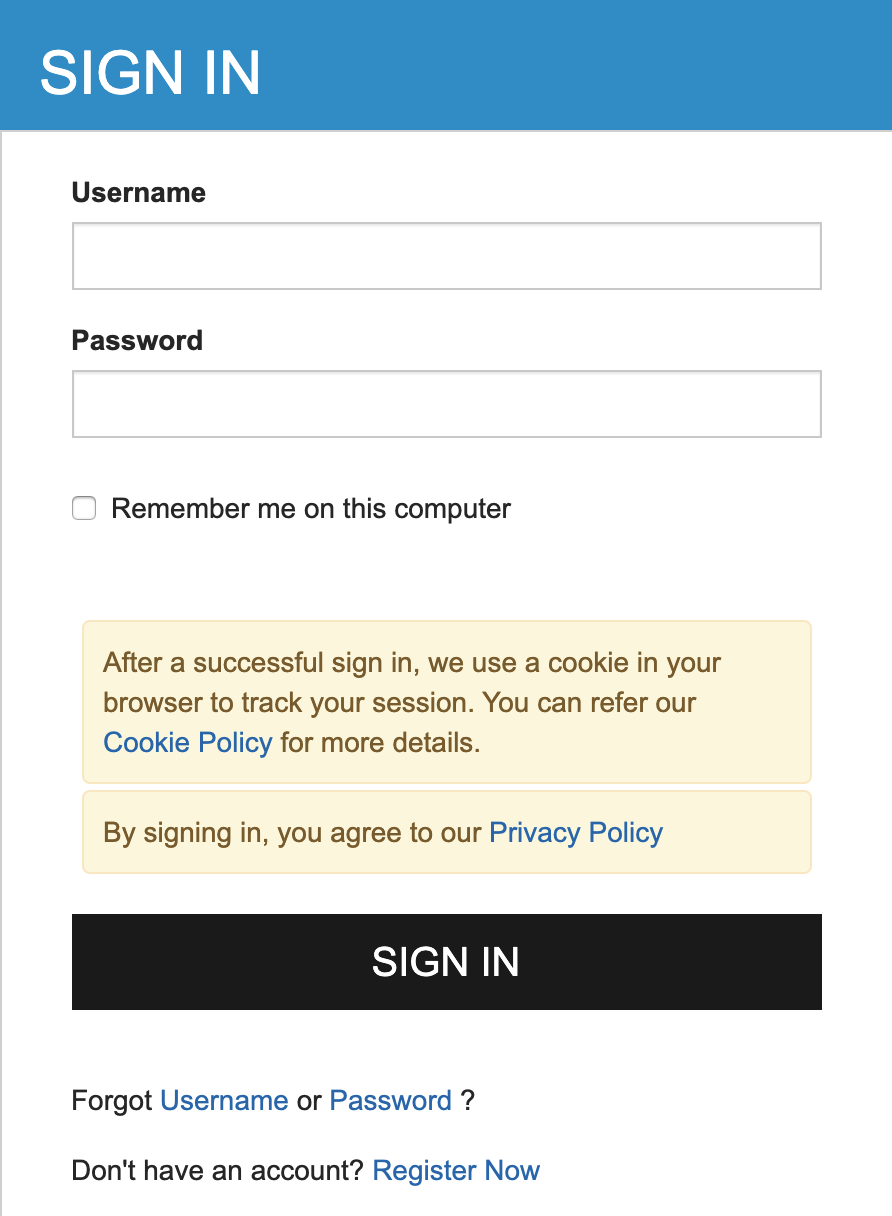 SIGN IN
Username
Password
Remember me on this computer
After a successful sign in, we use a cookie in your
browser to track your session. You can refer our
Cookie Policy for more details.
By signing in, you agree to our Privacy Policy
SIGN IN
Forgot Username or Password ?
Don't have an account? Register Now